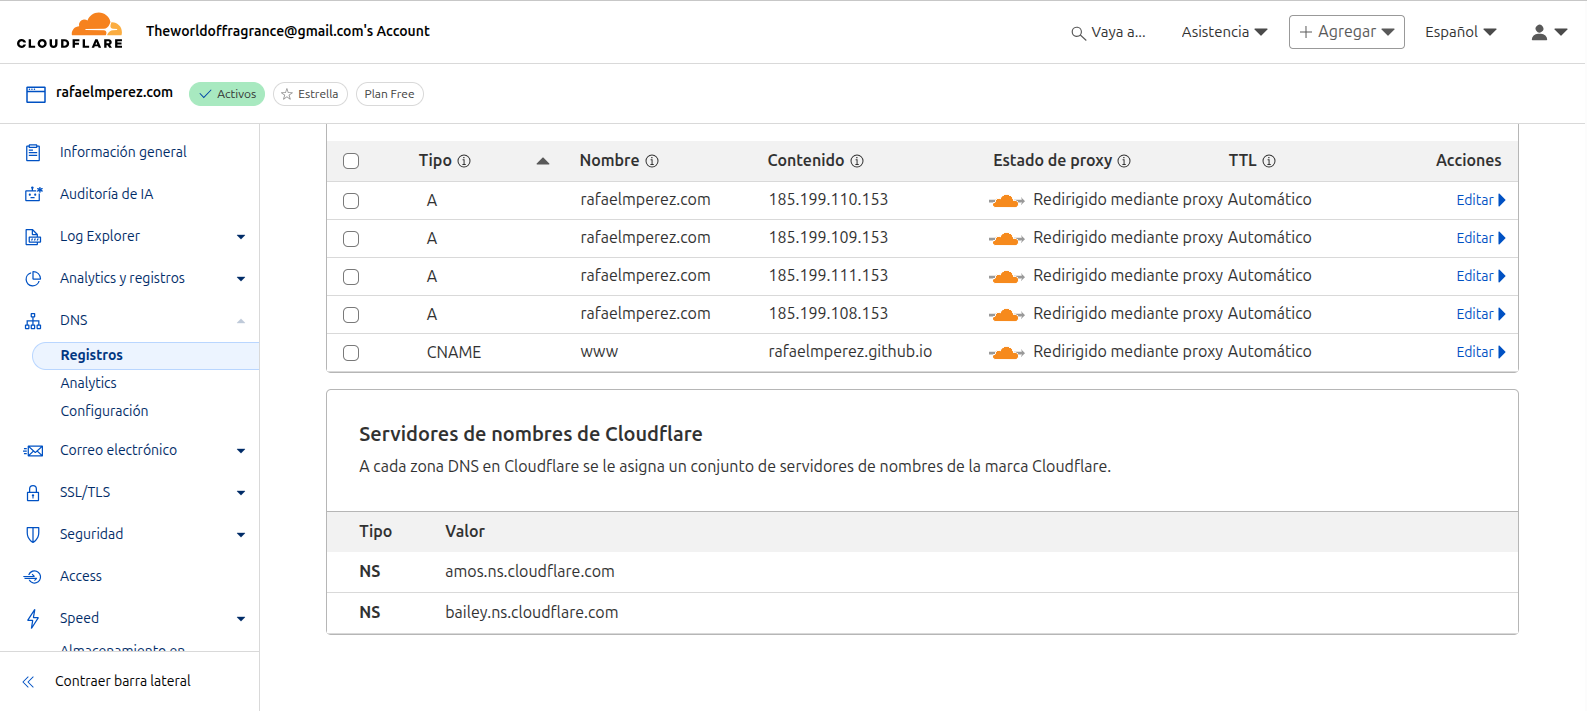 CLOUDFLARE
Theworldoffragrance@gmail.com's Account
Vaya a...
Asistencia
Agregar
Español
rafaelmperez.com
Activos
Estrella
Plan Free
Información general
Auditoría de IA
Log Explorer
Analytics y registros
DNS
Registros
Analytics
Configuración
Correo electrónico
SSL/TLS
Seguridad
Access
Speed
Almacenamiento en
Contraer barra lateral
Tipo Nombre Contenido Estado de proxy TTL Acciones
A rafaelmperez.com 185.199.110.153 Redirigido mediante proxy Automático Editar
A rafaelmperez.com 185.199.109.153 Redirigido mediante proxy Automático Editar
A rafaelmperez.com 185.199.111.153 Redirigido mediante proxy Automático Editar
A rafaelmperez.com 185.199.108.153 Redirigido mediante proxy Automático Editar
CNAME www rafaelmperez.github.io Redirigido mediante proxy Automático Editar
Servidores de nombres de Cloudflare
A cada zona DNS en Cloudflare se le asigna un conjunto de servidores de nombres de la marca Cloudflare.
Tipo Valor
NS amos.ns.cloudflare.com
NS bailey.ns.cloudflare.com